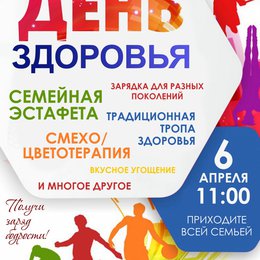 ДЕНЬ
ЗДОРОВЬЯ
ЗАРЯДКА ДЛЯ РАЗНЫХ
ПОКОЛЕНИЙ
СЕМЕЙНАЯ
ЭСТАФЕТА
ТРАДИЦИОННАЯ
ТРОПА
ЗДОРОВЬЯ
СМЕХО/
ЦВЕТОТЕРАПИЯ
ВКУСНОЕ УГОЩЕНИЕ
И МНОГОЕ ДРУГОЕ
6
АПРЕЛЯ
11:00
ПРИХОДИТЕ
ВСЕЙ СЕМЬЕЙ
Получи
заряд
бодрости!